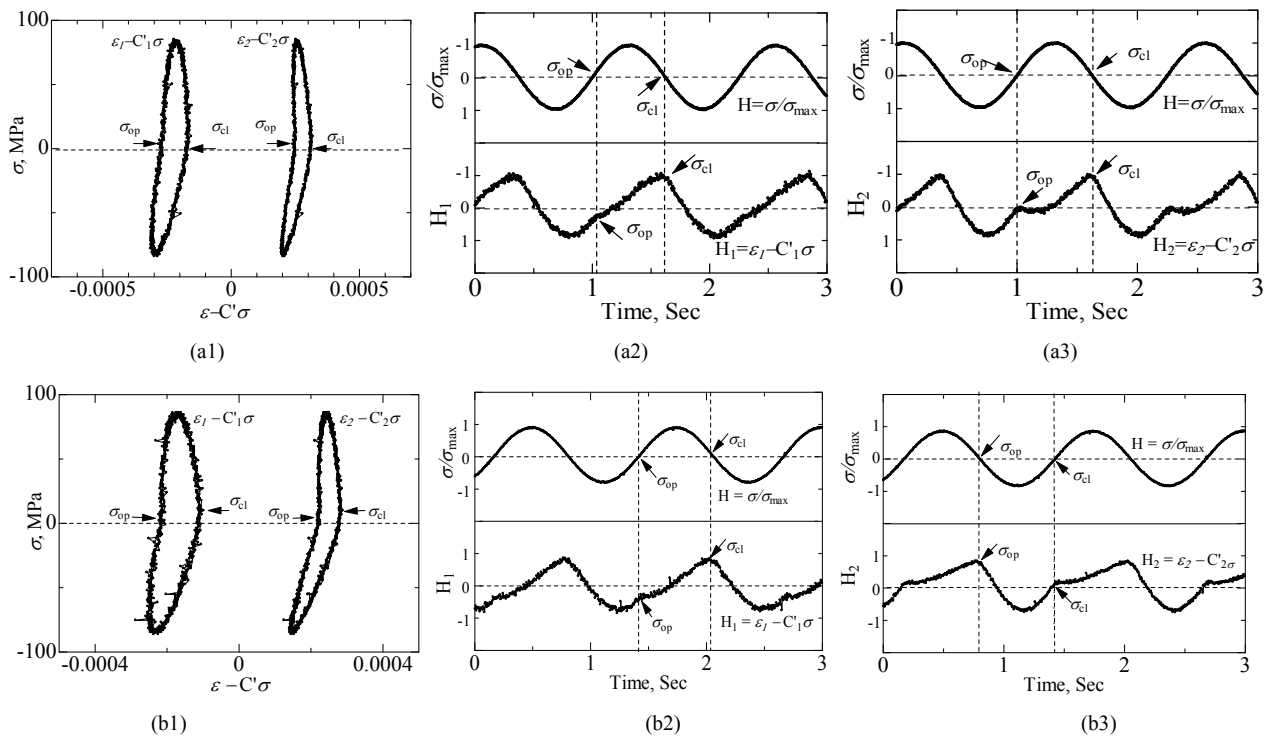 100
0
-100
σ, MPa
ε1–C'1σ
ε2–C'2σ
σop
σcl
σop
σcl
-0.0005
0
0.0005
ε–C'σ
(a1)
-1
0
1
σ/σmax
σop
σcl
H=σ/σmax
-1
0
1
H1
σcl
σop
H1=ε1–C'1σ
0
1
2
3
Time, Sec
(a2)
-1
0
1
σ/σmax
σop
σcl
H=σ/σmax
-1
0
1
H2
σop
σcl
H2=ε2–C'2σ
0
1
2
3
Time, Sec
(a3)
100
0
-100
σ, MPa
ε1 – C'1σ
ε2 – C'2σ
σop
σcl
σop
σcl
-0.0004
0
0.0004
ε – C'σ
(b1)
1
0
-1
σ/σmax
σcl
σop
H = σ/σmax
1
0
-1
H1
σcl
σop
H1 = ε1 – C'1σ
0
1
2
3
Time, Sec
(b2)
1
0
-1
σ/σmax
σop
σcl
H = σ/σmax
1
0
-1
H2
σop
σcl
H2 = ε2 – C'2σ
0
1
2
3
Time, Sec
(b3)